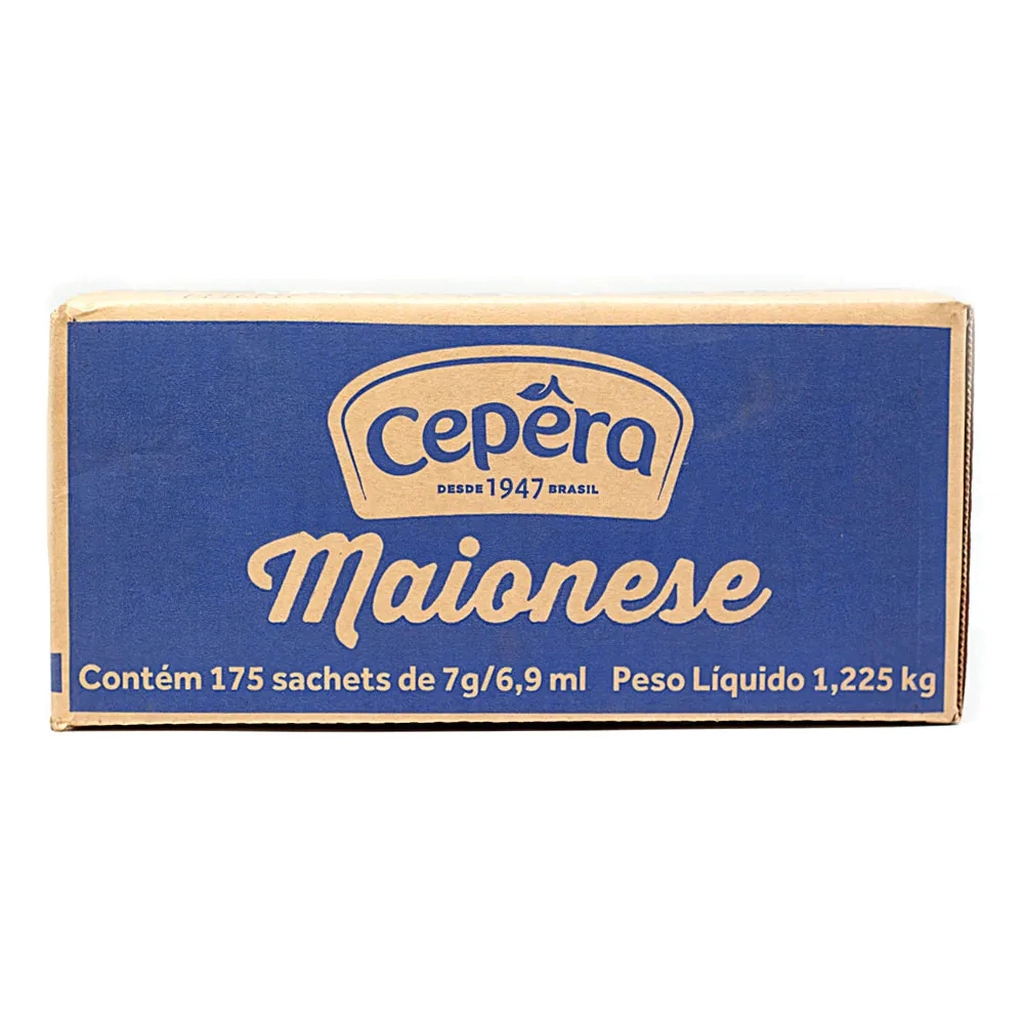 Cepêra
DESDE 1947 BRASIL
Maionese
Contém 175 sachets de 7g/6,9 ml Peso Líquido 1,225 kg